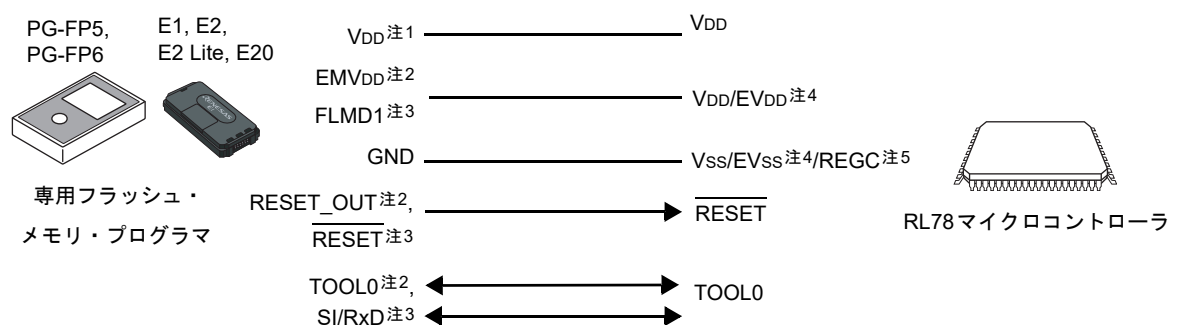 PG-FP5,
PG-FP6
E1, E2,
E2 Lite, E20
専用フラッシュ・
メモリ・プログラマ
VDD注1
VDD
EMVDD注2
FLMD1注3
VDD/EVDD注4
GND
VSS/EVSS注4/REGC注5
RESET_OUT注2,
RESET注3
RESET
TOOL0注2,
SI/RxD注3
TOOL0
RL78マイクロコントローラ
RENESAS